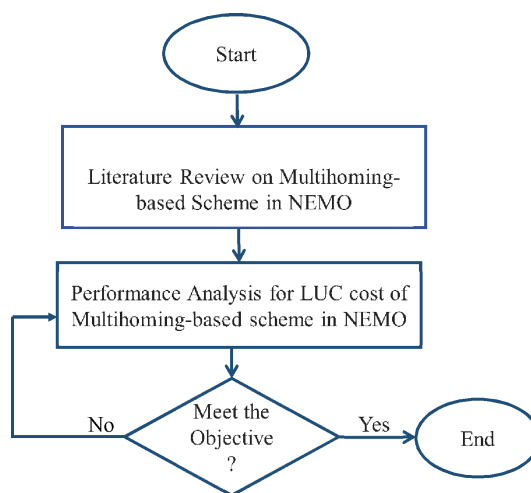 Start
Literature Review on Multihoming-
based Scheme in NEMO
Performance Analysis for LUC cost of
Multihoming-based scheme in NEMO
No
Meet the
Objective
?
Yes
End